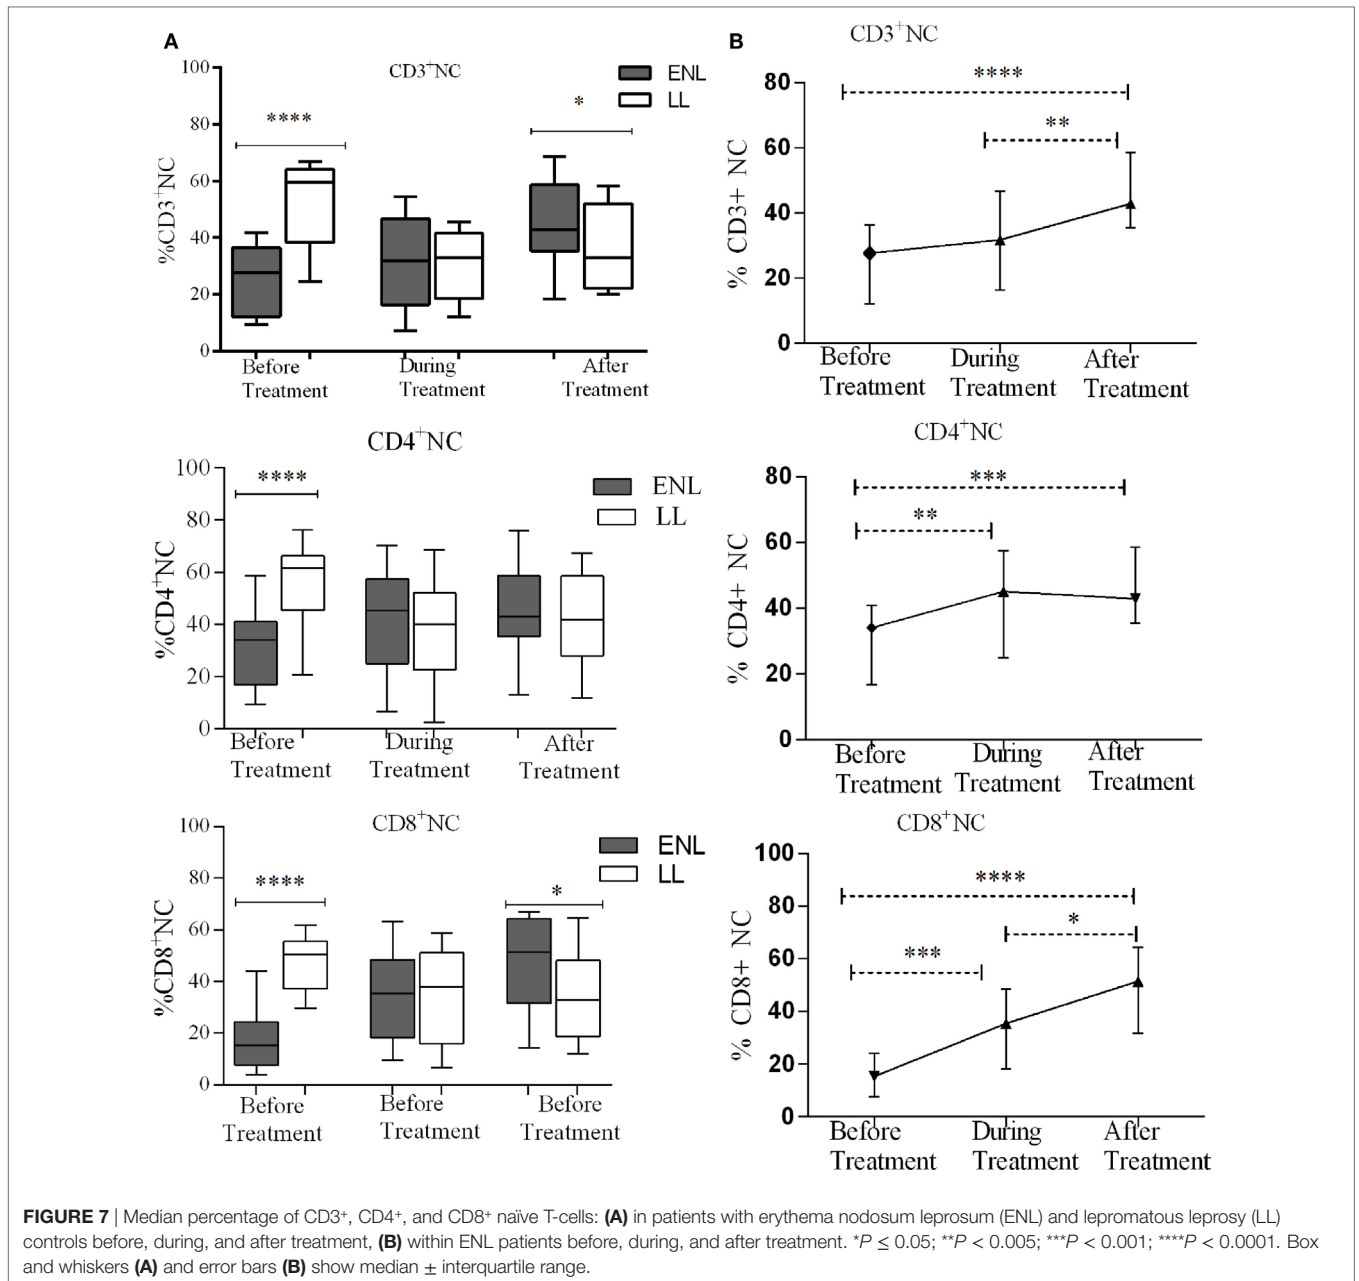 A
CD3⁺NC
ENL
LL
%CD3⁺NC
100
80
60
40
20
0
****
*
Before
Treatment
During
Treatment
After
Treatment
CD4⁺NC
ENL
LL
%CD4⁺NC
100
80
60
40
20
0
****
Before
Treatment
During
Treatment
After
Treatment
CD8⁺NC
ENL
LL
%CD8⁺NC
100
80
60
40
20
0
****
*
Before
Treatment
Before
Treatment
Before
Treatment
B
CD3⁺NC
% CD3+ NC
80
60
40
20
0
****
**
Before
Treatment
During
Treatment
After
Treatment
CD4⁺NC
% CD4+ NC
80
60
40
20
0
***
**
Before
Treatment
During
Treatment
After
Treatment
CD8⁺NC
% CD8+ NC
100
80
60
40
20
0
****
*
***
Before
Treatment
During
Treatment
After
Treatment
FIGURE 7 | Median percentage of CD3⁺, CD4⁺, and CD8⁺ naïve T-cells: (A) in patients with erythema nodosum leprosum (ENL) and lepromatous leprosy (LL)
controls before, during, and after treatment, (B) within ENL patients before, during, and after treatment. *P ≤ 0.05; **P < 0.005; ***P < 0.001; ****P < 0.0001. Box
and whiskers (A) and error bars (B) show median ± interquartile range.